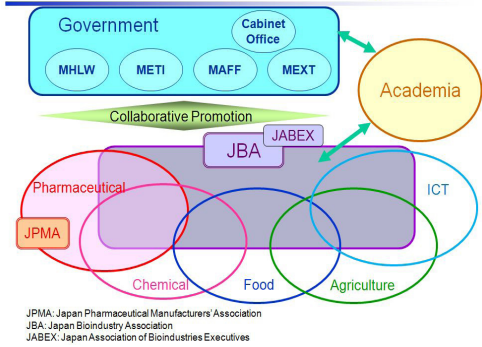 Government
Cabinet
Office
MHLW
METI
MAFF
MEXT
Academia
Collaborative Promotion
JABEX
JBA
Pharmaceutical
ICT
JPMA
Chemical
Food
Agriculture
JPMA: Japan Pharmaceutical Manufacturers' Association
JBA: Japan Bioindustry Association
JABEX: Japan Association of Bioindustries Executives